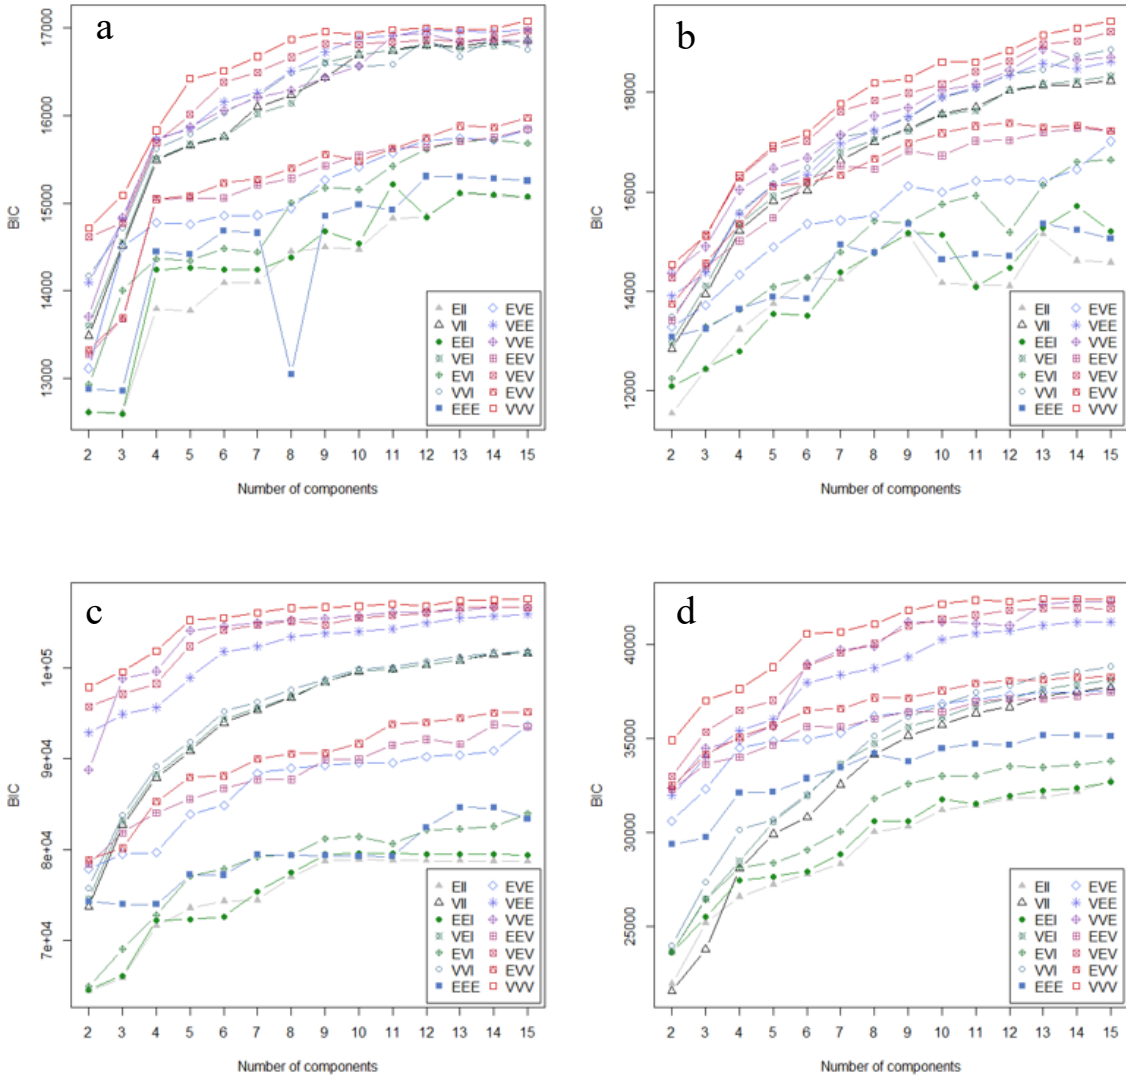 a
17000
16000
15000
14000
13000
BIC
EII EVE
VII VEE
EEI VVE
VEI EEV
EVI VEV
VVI EVV
EEE VVV
2 3 4 5 6 7 8 9 10 11 12 13 14 15
Number of components
b
18000
16000
14000
12000
BIC
EII EVE
VII VEE
EEI VVE
VEI EEV
EVI VEV
VVI EVV
EEE VVV
2 3 4 5 6 7 8 9 10 11 12 13 14 15
Number of components
c
1e+05
9e+04
8e+04
7e+04
BIC
EII EVE
VII VEE
EEI VVE
VEI EEV
EVI VEV
VVI EVV
EEE VVV
2 3 4 5 6 7 8 9 10 11 12 13 14 15
Number of components
d
40000
35000
30000
25000
BIC
EII EVE
VII VEE
EEI VVE
VEI EEV
EVI VEV
VVI EVV
EEE VVV
2 3 4 5 6 7 8 9 10 11 12 13 14 15
Number of components